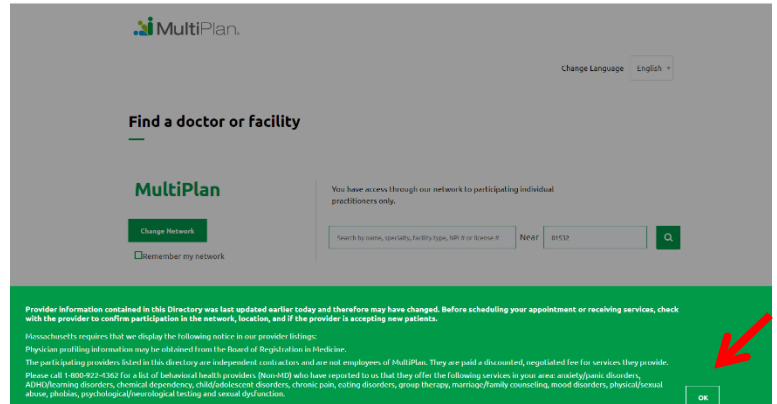 MultiPlan.
Change Language English
Find a doctor or facility
MultiPlan
You have access through our network to participating individual
practitioners only.
Change Network
Search by name, specialty, facility type, NPI # or license # Near 01532
Remember my network
Provider information contained in this Directory was last updated earlier today and therefore may have changed. Before scheduling your appointment or receiving services, check
with the provider to confirm participation in the network, location, and if the provider is accepting new patients.
Massachusetts requires that we display the following notice in our provider listings:
Physician profiling information may be obtained from the Board of Registration in Medicine.
The participating providers listed in this directory are independent contractors and are not employees of MultiPlan. They are paid a discounted, negotiated fee for services they provide.
Please call 1-800-922-4362 for a list of behavioral health providers (Non-MD) who have reported to us that they offer the following services in your area: anxiety/panic disorders,
ADHD/learning disorders, chemical dependency, child/adolescent disorders, chronic pain, eating disorders, group therapy, marriage/family counseling, mood disorders, physical/sexual
abuse, phobias, psychological/neurological testing and sexual dysfunction.
OK